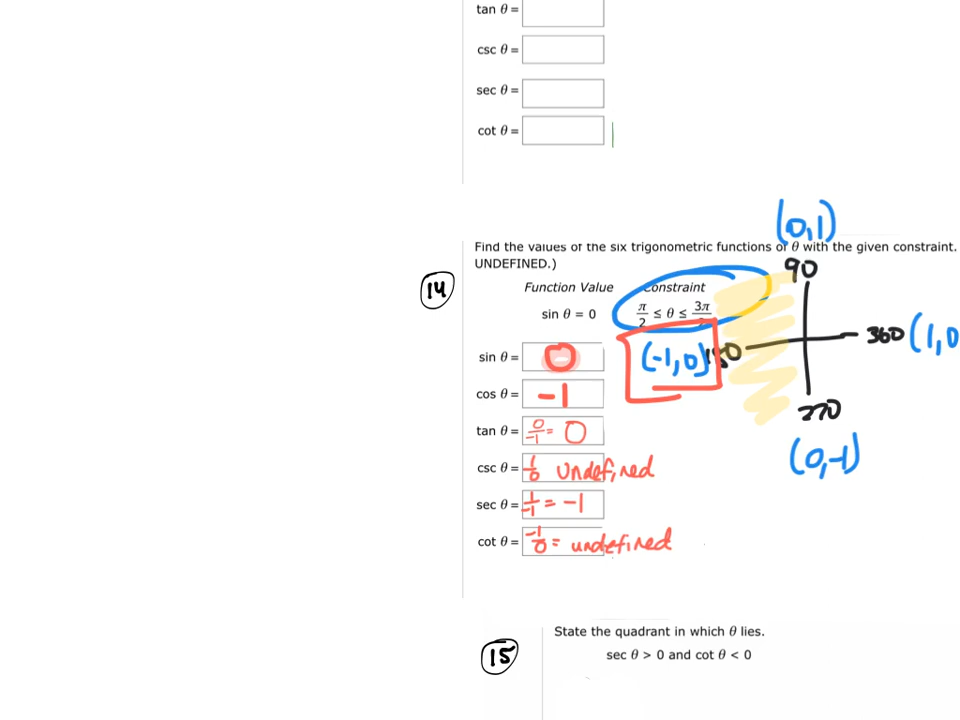 tan θ =
csc θ =
sec θ =
cot θ =
(0,1)
Find the values of the six trigonometric functions of θ with the given constraint.
UNDEFINED.)
90
14
Function Value Constraint
sin θ = 0 π/2 ≤ θ ≤ 3π
360 (1,0
sin θ = 0 (-1,0) 180
cos θ = -1
270
tan θ = 0/-1 = 0
(0,-1)
csc θ = 1/0 undefined
sec θ = 1/-1 = -1
cot θ = -1/0 = undefined
State the quadrant in which θ lies.
15
sec θ > 0 and cot θ < 0